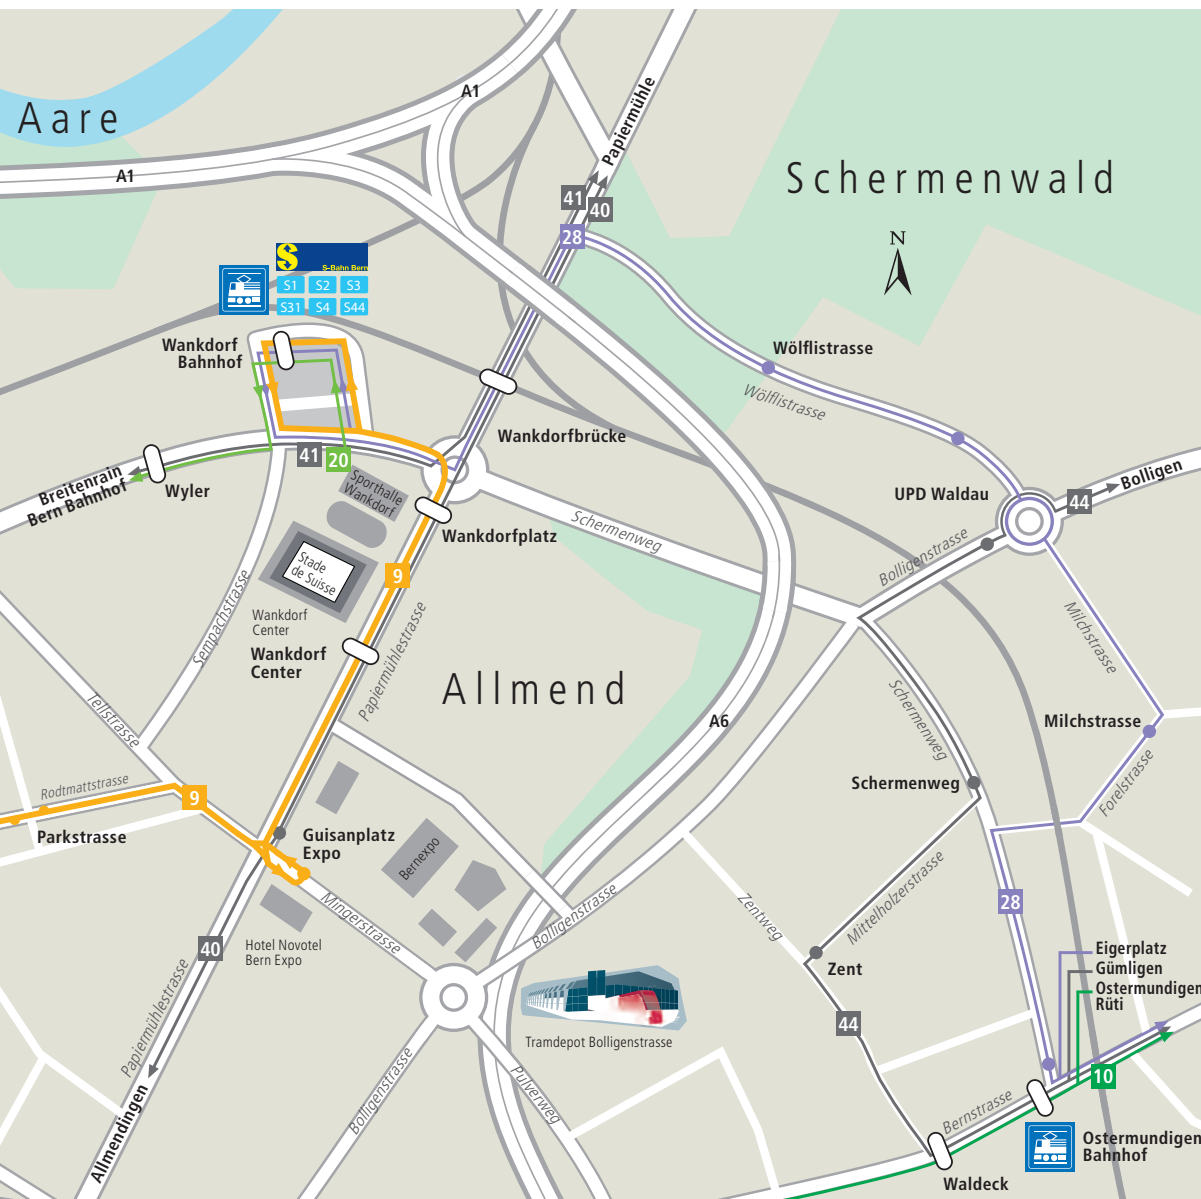 Aare
A1
A1
Papiermühle
Schermenwald
41
40
28
N
S
S-Bahn Bern
S1
S2
S3
S31
S4
S44
Wankdorf
Bahnhof
Wölflistrasse
Wölflistrasse
Wankdorfbrücke
41
20
Breitenrain
Bern Bahnhof
Wyler
Sporthalle
Wankdorf
UPD Waldau
44
Bolligen
Wankdorfplatz
Schermenweg
Bolligenstrasse
Stade
de Suisse
9
Sempachstrasse
Wankdorf
Center
Wankdorf
Center
Papiermühlestrasse
Milchstrasse
Allmend
A6
Schermenweg
Milchstrasse
Tellstrasse
Rodtmattstrasse
9
Schermenweg
Forelstrasse
Parkstrasse
Guisanplatz
Expo
Bernexpo
Mittelholzerstrasse
Mingerstrasse
Bolligenstrasse
Zentweg
28
40
Hotel Novotel
Bern Expo
Zent
Eigerplatz
Gümligen
Ostermundigen
Rüti
Papiermühlestrasse
Tramdepot Bolligenstrasse
44
10
Bolligenstrasse
Pulverweg
Bernstrasse
Allmendingen
Ostermundigen
Bahnhof
Waldeck